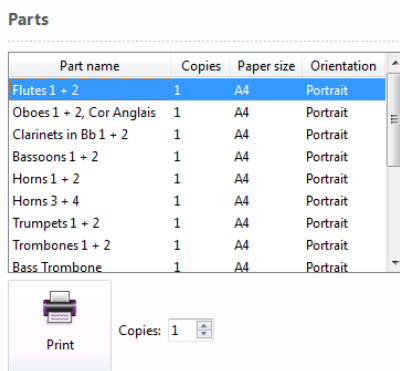 Parts
Part name Copies Paper size Orientation
Flutes 1 + 2 1 A4 Portrait
Oboes 1 + 2, Cor Anglais 1 A4 Portrait
Clarinets in Bb 1 + 2 1 A4 Portrait
Bassoons 1 + 2 1 A4 Portrait
Horns 1 + 2 1 A4 Portrait
Horns 3 + 4 1 A4 Portrait
Trumpets 1 + 2 1 A4 Portrait
Trombones 1 + 2 1 A4 Portrait
Bass Trombone 1 A4 Portrait
Copies: 1
Print